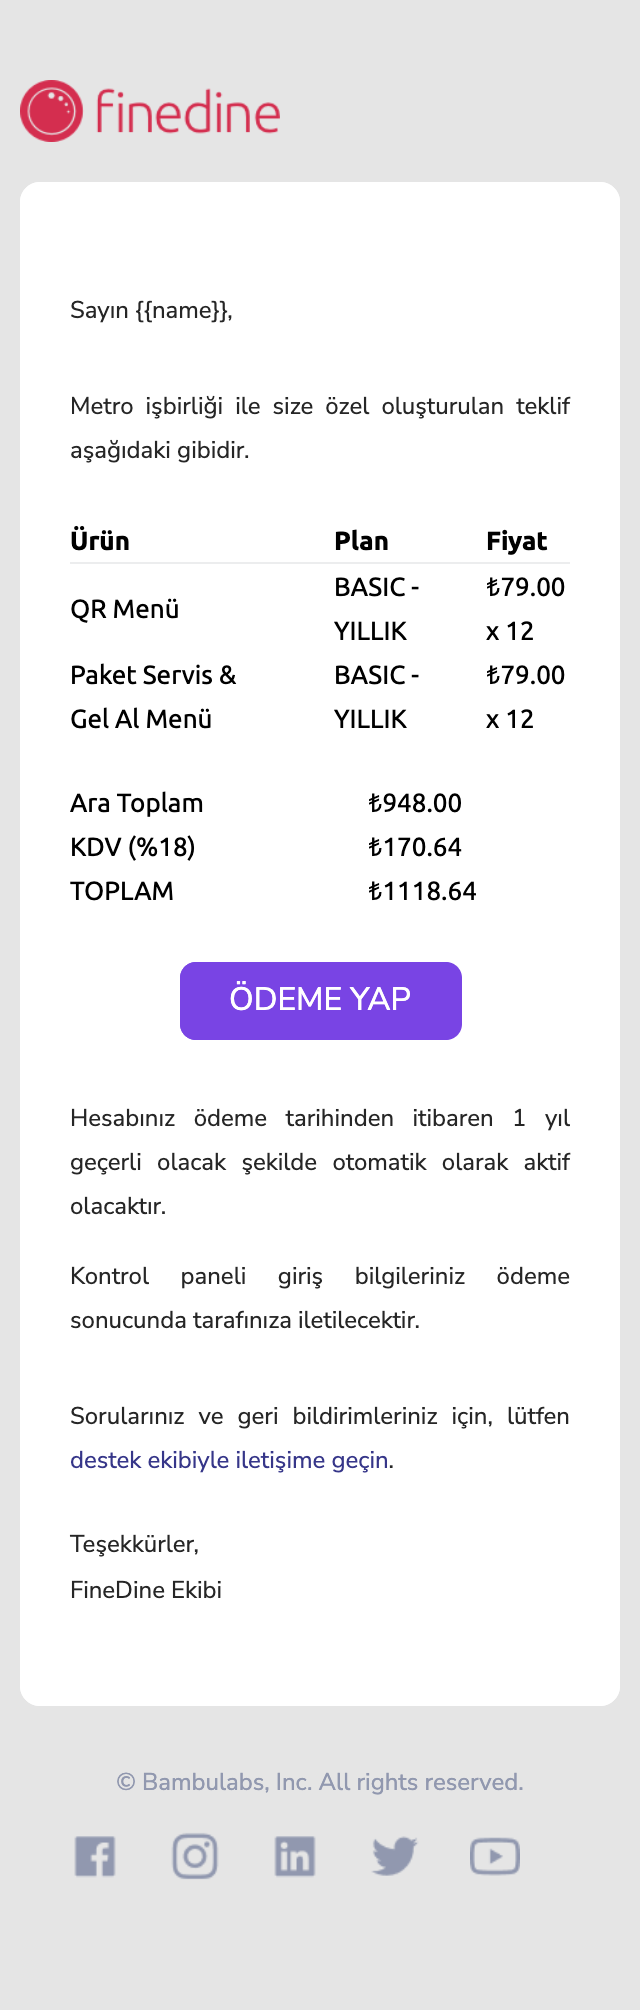 finedine
Sayın {{name}},
Metro işbirliği ile size özel oluşturulan teklif
aşağıdaki gibidir.
Ürün Plan Fiyat
QR Menü BASIC - YILLIK ₺79.00 x 12
Paket Servis & Gel Al Menü BASIC - YILLIK ₺79.00 x 12
Ara Toplam ₺948.00
KDV (%18) ₺170.64
TOPLAM ₺1118.64
ÖDEME YAP
Hesabınız ödeme tarihinden itibaren 1 yıl
geçerli olacak şekilde otomatik olarak aktif
olacaktır.
Kontrol paneli giriş bilgileriniz ödeme
sonucunda tarafınıza iletilecektir.
Sorularınız ve geri bildirimleriniz için, lütfen
destek ekibiyle iletişime geçin.
Teşekkürler,
FineDine Ekibi
© Bambulabs, Inc. All rights reserved.